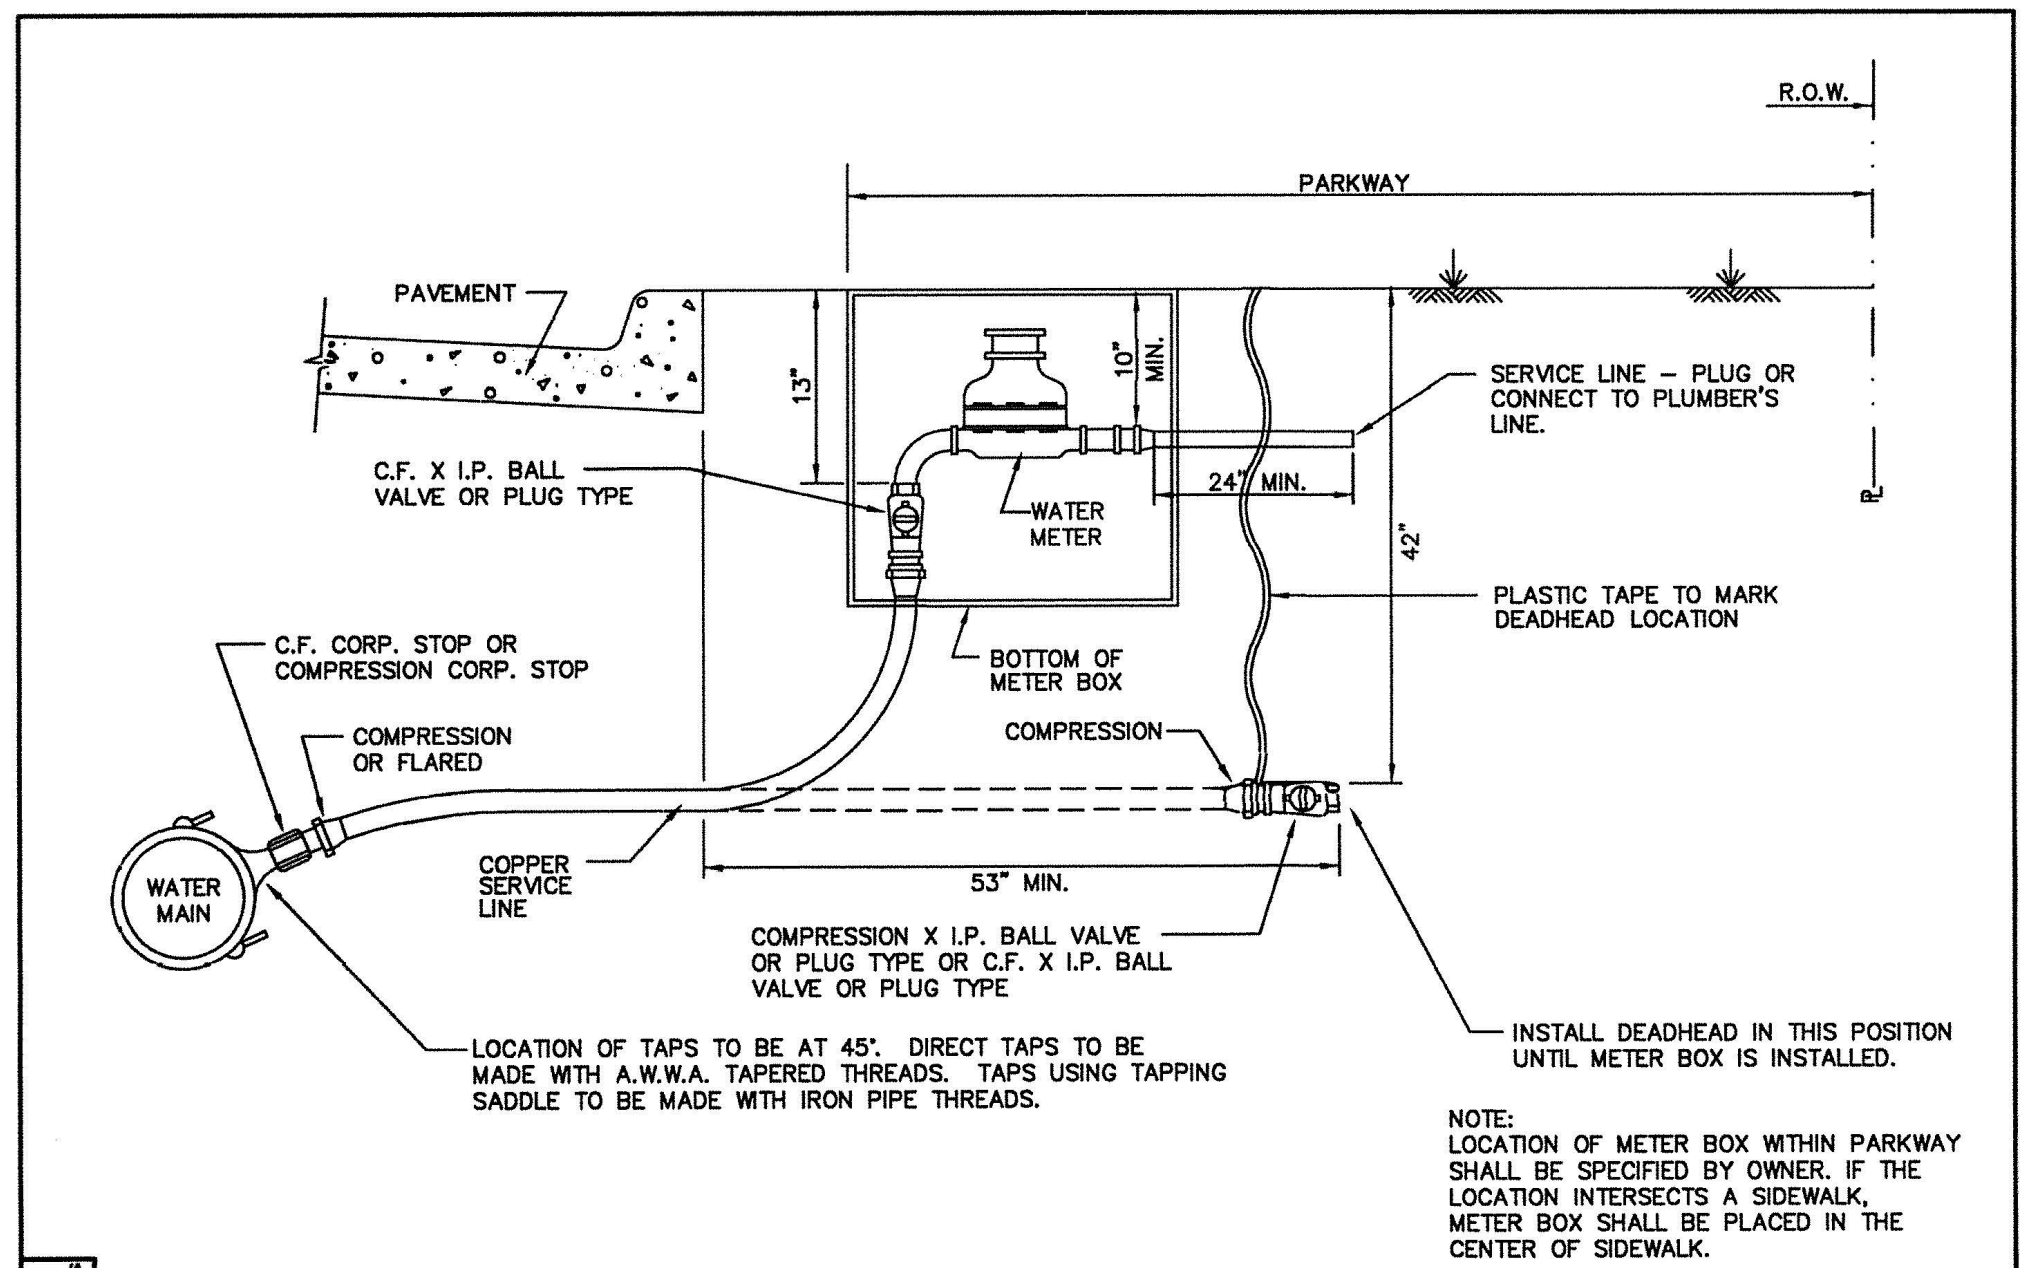 R.O.W.
PARKWAY
PAVEMENT
13"
10"
MIN.
SERVICE LINE – PLUG OR
CONNECT TO PLUMBER'S
LINE.
C.F. X I.P. BALL
VALVE OR PLUG TYPE
24" MIN.
WATER
METER
42"
PL
PLASTIC TAPE TO MARK
DEADHEAD LOCATION
C.F. CORP. STOP OR
COMPRESSION CORP. STOP
BOTTOM OF
METER BOX
COMPRESSION
OR FLARED
COMPRESSION
WATER
MAIN
COPPER
SERVICE
LINE
53" MIN.
COMPRESSION X I.P. BALL VALVE
OR PLUG TYPE OR C.F. X I.P. BALL
VALVE OR PLUG TYPE
LOCATION OF TAPS TO BE AT 45°. DIRECT TAPS TO BE
MADE WITH A.W.W.A. TAPERED THREADS. TAPS USING TAPPING
SADDLE TO BE MADE WITH IRON PIPE THREADS.
INSTALL DEADHEAD IN THIS POSITION
UNTIL METER BOX IS INSTALLED.
NOTE:
LOCATION OF METER BOX WITHIN PARKWAY
SHALL BE SPECIFIED BY OWNER. IF THE
LOCATION INTERSECTS A SIDEWALK,
METER BOX SHALL BE PLACED IN THE
CENTER OF SIDEWALK.